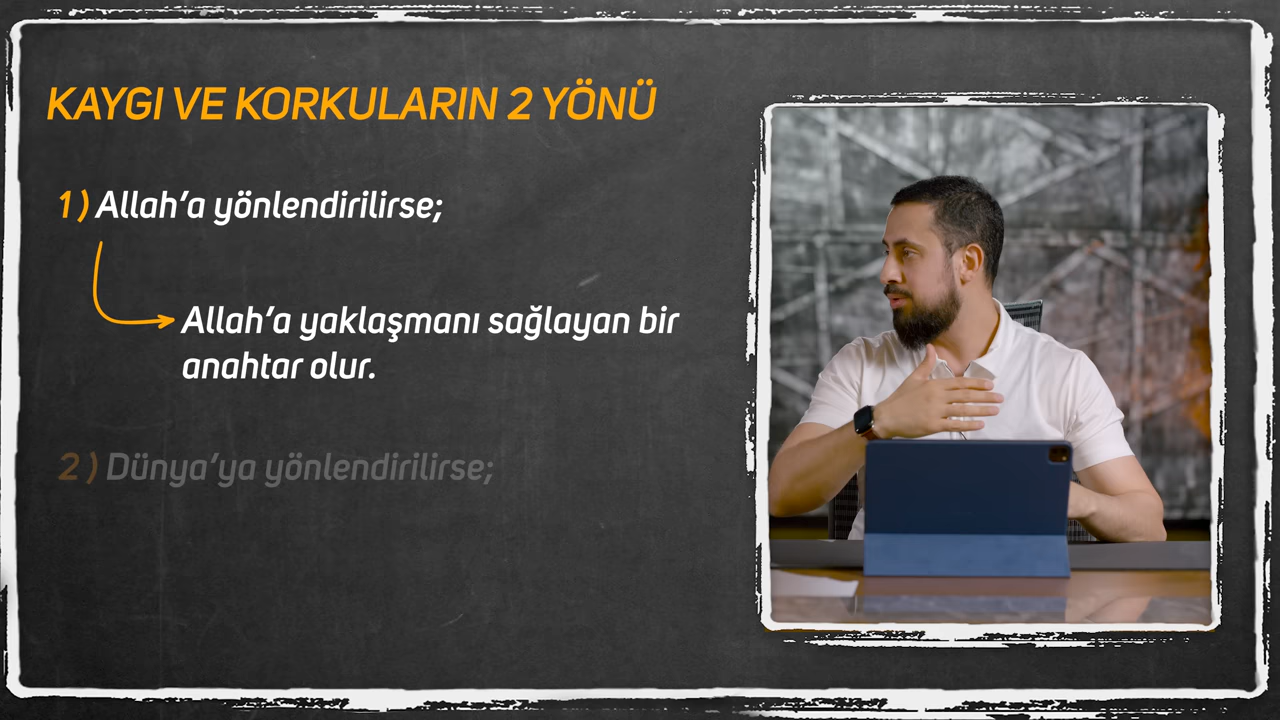 KAYGI VE KORKULARIN 2 YÖNÜ
1 ) Allah'a yönlendirilirse;
Allah'a yaklaşmanı sağlayan bir
anahtar olur.
2 ) Dünya'ya yönlendirilirse;